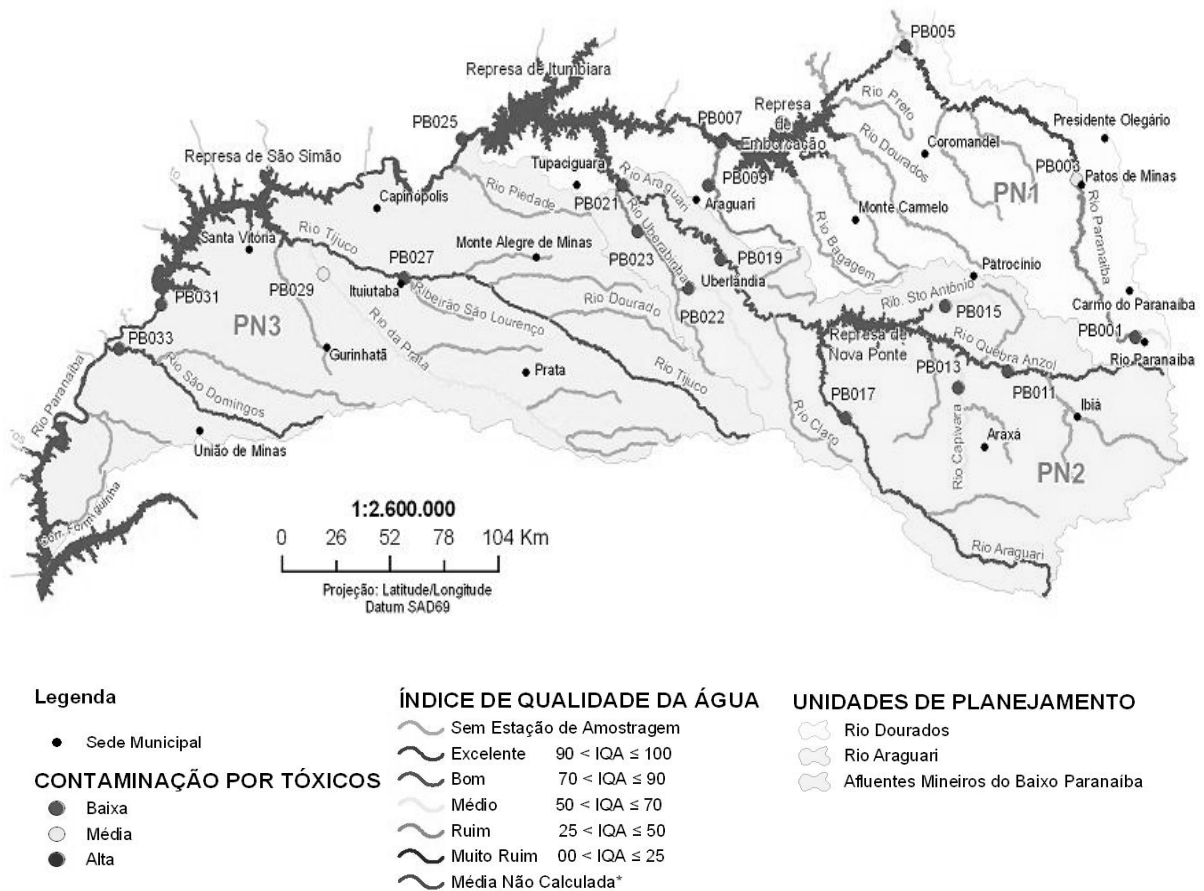 PB005
Represa de Itumbiara
PB007
Represa
de
Emborcação
Rio Preto
Presidente Olegário
PB025
Coromandel
Rio Dourados
Represa de São Simão
Tupaciguara
Rio Araguari
PB009
PB003
Patos de Minas
PN1
Capinópolis
Rio Piedade
PB021
Araguari
Monte Carmelo
Rio Paranaíba
Santa Vitória
Rio Tijuco
Monte Alegre de Minas
Rio Uberabinha
PB023
PB019
Rio Bagagem
Patrocínio
PB027
PB029
Ituiutaba
Uberlândia
Carmo do Paranaíba
PB031
Ribeirão São Lourenço
Rio Dourado
PB022
Rib. Sto Antônio
PB015
PB001
PN3
Rio da Prata
Represa de
Nova Ponte
Rio Quebra Anzol
Rio Paranaíba
PB033
Gurinhatã
Prata
Rio Tijuco
PB013
PB011
Rio São Domingos
PB017
Ibiá
Rio Paranaíba
Rio Claro
Rio Capivara
Araxá
União de Minas
PN2
Corr. Formiguinha
Rio Araguari
1:2.600.000
0 26 52 78 104 Km
Projeção: Latitude/Longitude
Datum SAD69
Legenda
Sede Municipal
CONTAMINAÇÃO POR TÓXICOS
Baixa
Média
Alta
ÍNDICE DE QUALIDADE DA ÁGUA
Sem Estação de Amostragem
Excelente 90 < IQA ≤ 100
Bom 70 < IQA ≤ 90
Médio 50 < IQA ≤ 70
Ruim 25 < IQA ≤ 50
Muito Ruim 00 < IQA ≤ 25
Média Não Calculada*
UNIDADES DE PLANEJAMENTO
Rio Dourados
Rio Araguari
Afluentes Mineiros do Baixo Paranaíba